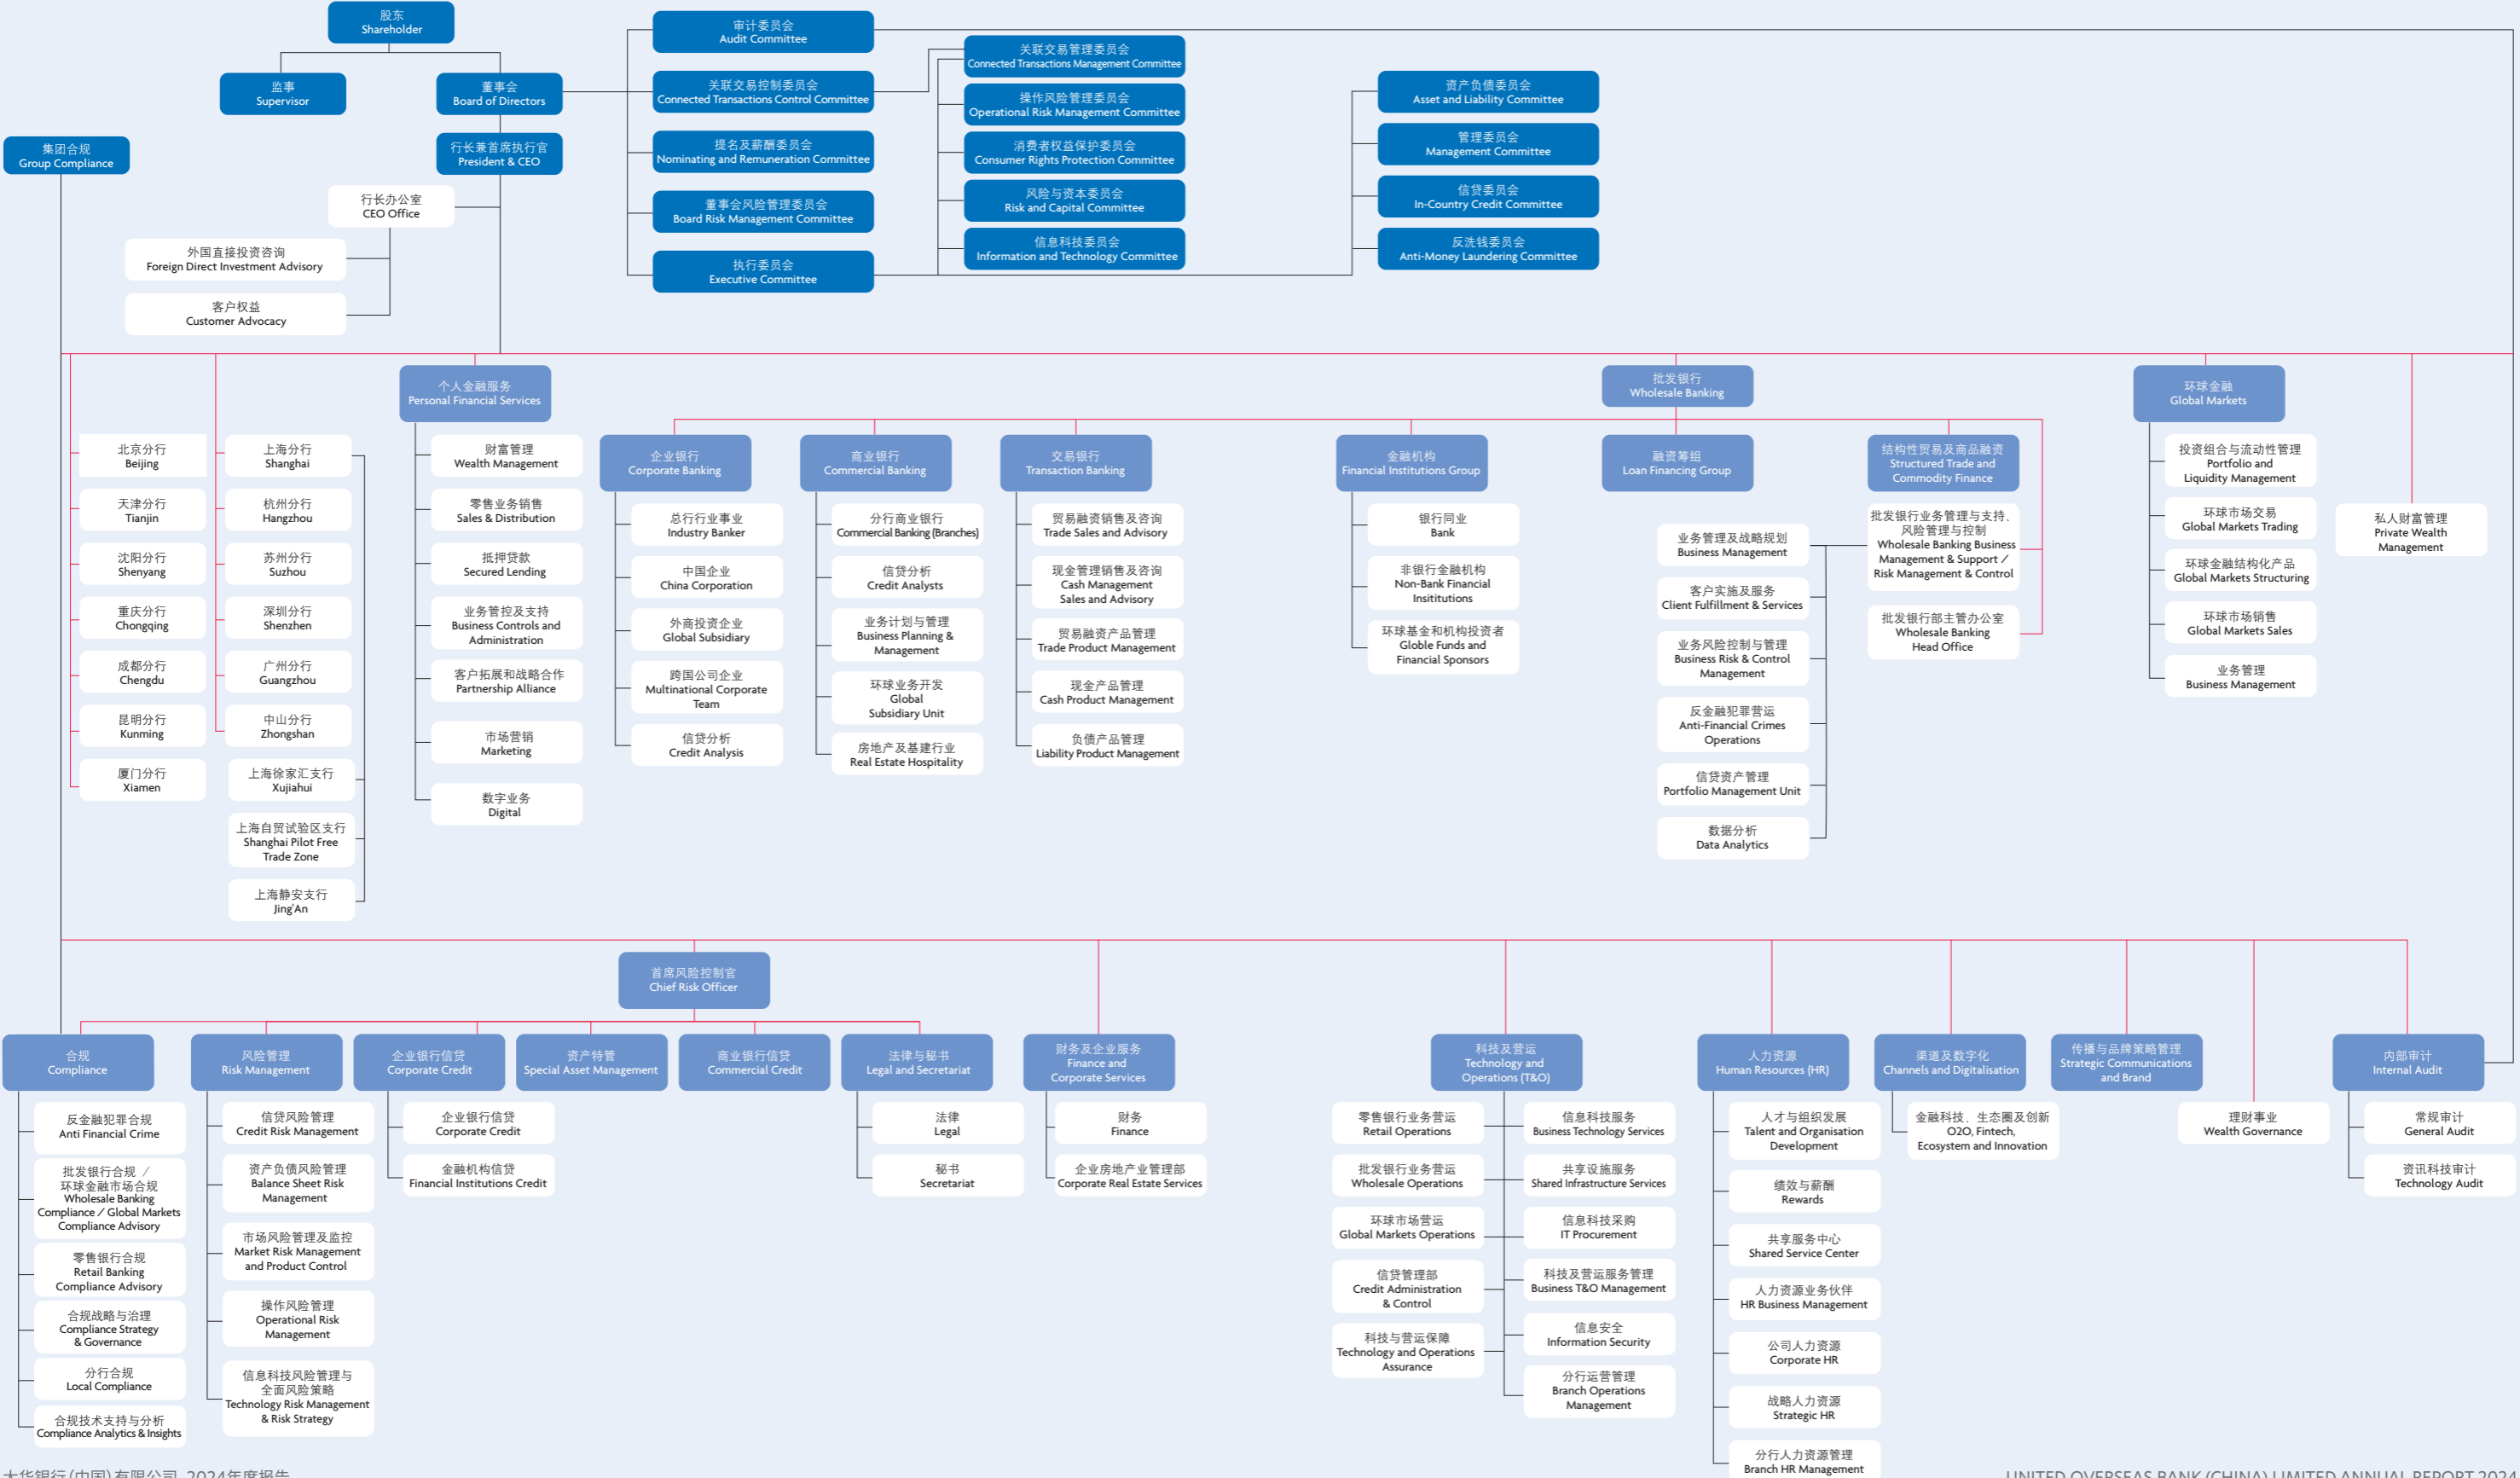 股东
Shareholder
监事
Supervisor
董事会
Board of Directors
集团合规
Group Compliance
行长兼首席执行官
President & CEO
行长办公室
CEO Office
外国直接投资咨询
Foreign Direct Investment Advisory
客户权益
Customer Advocacy
审计委员会
Audit Committee
关联交易控制委员会
Connected Transactions Control Committee
提名及薪酬委员会
Nominating and Remuneration Committee
董事会风险管理委员会
Board Risk Management Committee
执行委员会
Executive Committee
关联交易管理委员会
Connected Transactions Management Committee
操作风险管理委员会
Operational Risk Management Committee
消费者权益保护委员会
Consumer Rights Protection Committee
风险与资本委员会
Risk and Capital Committee
信息科技委员会
Information and Technology Committee
资产负债委员会
Asset and Liability Committee
管理委员会
Management Committee
信贷委员会
In-Country Credit Committee
反洗钱委员会
Anti-Money Laundering Committee
北京分行
Beijing
天津分行
Tianjin
沈阳分行
Shenyang
重庆分行
Chongqing
成都分行
Chengdu
昆明分行
Kunming
厦门分行
Xiamen
上海分行
Shanghai
杭州分行
Hangzhou
苏州分行
Suzhou
深圳分行
Shenzhen
广州分行
Guangzhou
中山分行
Zhongshan
上海徐家汇支行
Xujiahui
上海自贸试验区支行
Shanghai Pilot Free
Trade Zone
上海静安支行
Jing'An
个人金融服务
Personal Financial Services
财富管理
Wealth Management
零售业务销售
Sales & Distribution
抵押贷款
Secured Lending
业务管控及支持
Business Controls and
Administration
客户拓展和战略合作
Partnership Alliance
市场营销
Marketing
数字业务
Digital
批发银行
Wholesale Banking
企业银行
Corporate Banking
总行行业事业
Industry Banker
中国企业
China Corporation
外商投资企业
Global Subsidiary
跨国公司企业
Multinational Corporate
Team
信贷分析
Credit Analysis
商业银行
Commercial Banking
分行商业银行
Commercial Banking (Branches)
信贷分析
Credit Analysts
业务计划与管理
Business Planning &
Management
环球业务开发
Global
Subsidiary Unit
房地产及基建行业
Real Estate Hospitality
交易银行
Transaction Banking
贸易融资销售及咨询
Trade Sales and Advisory
现金管理销售及咨询
Cash Management
Sales and Advisory
贸易融资产品管理
Trade Product Management
现金产品管理
Cash Product Management
负债产品管理
Liability Product Management
金融机构
Financial Institutions Group
银行同业
Bank
非银行金融机构
Non-Bank Financial
Insititutions
环球基金和机构投资者
Globle Funds and
Financial Sponsors
融资筹组
Loan Financing Group
结构性贸易及商品融资
Structured Trade and
Commodity Finance
批发银行业务管理与支持、
风险管理与控制
Wholesale Banking Business
Management & Support /
Risk Management & Control
批发银行部主管办公室
Wholesale Banking
Head Office
业务管理及战略规划
Business Management
客户实施及服务
Client Fulfillment & Services
业务风险控制与管理
Business Risk & Control
Management
反金融犯罪营运
Anti-Financial Crimes
Operations
信贷资产管理
Portfolio Management Unit
数据分析
Data Analytics
环球金融
Global Markets
投资组合与流动性管理
Portfolio and
Liquidity Management
环球市场交易
Global Markets Trading
环球金融结构化产品
Global Markets Structuring
环球市场销售
Global Markets Sales
业务管理
Business Management
私人财富管理
Private Wealth
Management
首席风险控制官
Chief Risk Officer
合规
Compliance
反金融犯罪合规
Anti Financial Crime
批发银行合规 /
环球金融市场合规
Wholesale Banking
Compliance / Global Markets
Compliance Advisory
零售银行合规
Retail Banking
Compliance Advisory
合规战略与治理
Compliance Strategy
& Governance
分行合规
Local Compliance
合规技术支持与分析
Compliance Analytics & Insights
风险管理
Risk Management
信贷风险管理
Credit Risk Management
资产负债风险管理
Balance Sheet Risk
Management
市场风险管理及监控
Market Risk Management
and Product Control
操作风险管理
Operational Risk
Management
信息科技风险管理与
全面风险策略
Technology Risk Management
& Risk Strategy
企业银行信贷
Corporate Credit
企业银行信贷
Corporate Credit
金融机构信贷
Financial Institutions Credit
资产特管
Special Asset Management
商业银行信贷
Commercial Credit
法律与秘书
Legal and Secretariat
法律
Legal
秘书
Secretariat
财务及企业服务
Finance and
Corporate Services
财务
Finance
企业房地产业管理部
Corporate Real Estate Services
科技及营运
Technology and
Operations (T&O)
零售银行业务营运
Retail Operations
批发银行业务营运
Wholesale Operations
环球市场营运
Global Markets Operations
信贷管理部
Credit Administration
& Control
科技与营运保障
Technology and Operations
Assurance
信息科技服务
Business Technology Services
共享设施服务
Shared Infrastructure Services
信息科技采购
IT Procurement
科技及营运服务管理
Business T&O Management
信息安全
Information Security
分行运营管理
Branch Operations
Management
人力资源
Human Resources (HR)
人才与组织发展
Talent and Organisation
Development
绩效与薪酬
Rewards
共享服务中心
Shared Service Center
人力资源业务伙伴
HR Business Management
公司人力资源
Corporate HR
战略人力资源
Strategic HR
分行人力资源管理
Branch HR Management
渠道及数字化
Channels and Digitalisation
金融科技、生态圈及创新
O2O, Fintech,
Ecosystem and Innovation
传播与品牌策略管理
Strategic Communications
and Brand
理财事业
Wealth Governance
内部审计
Internal Audit
常规审计
General Audit
资讯科技审计
Technology Audit
大华银行(中国)有限公司 2024年度报告
UNITED OVERSEAS BANK (CHINA) LIMITED ANNUAL REPORT 2024